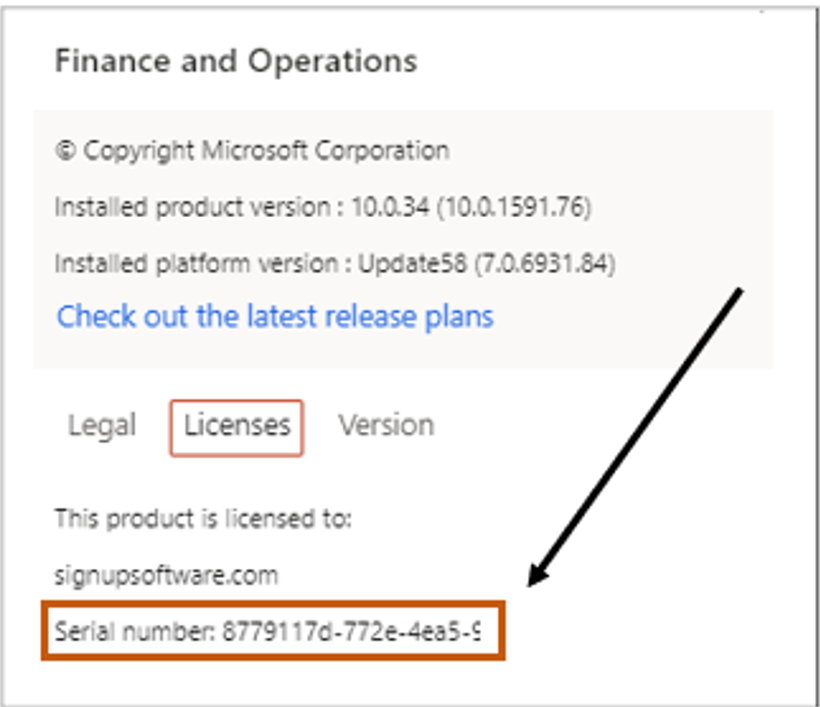 Finance and Operations
© Copyright Microsoft Corporation
Installed product version : 10.0.34 (10.0.1591.76)
Installed platform version : Update58 (7.0.6931.84)
Check out the latest release plans
Legal Licenses Version
This product is licensed to:
signupsoftware.com
Serial number: 8779117d-772e-4ea5-9